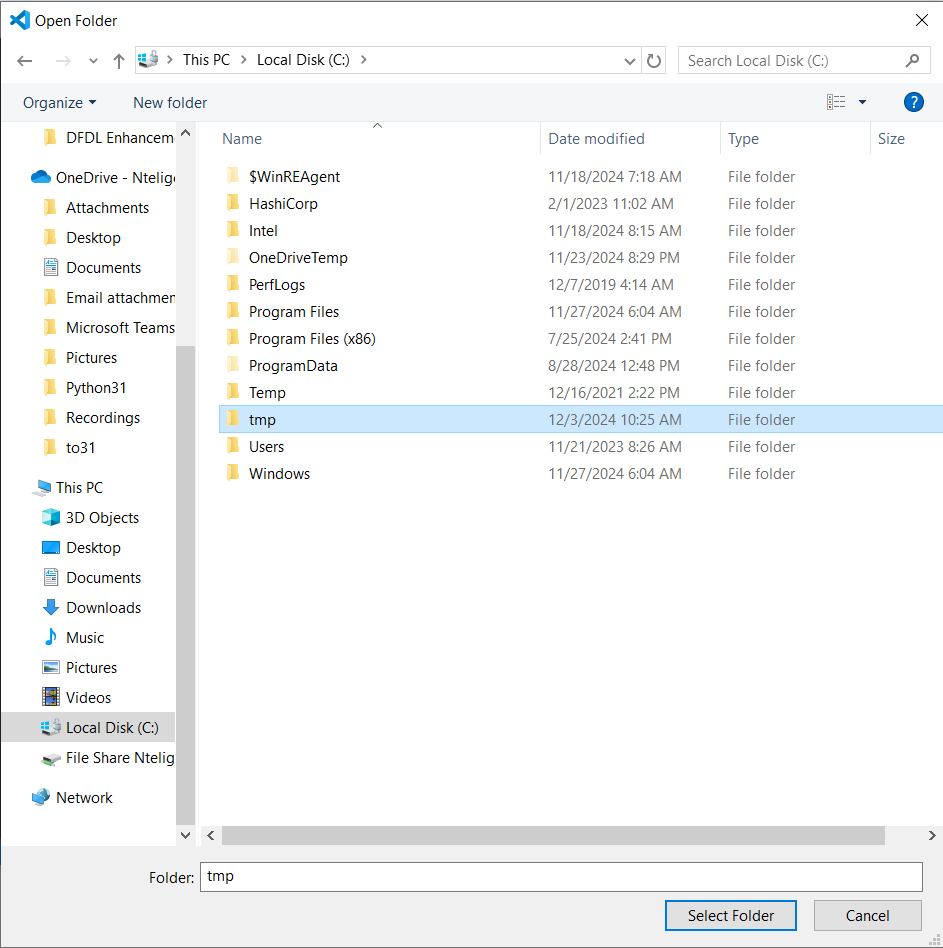 Open Folder
This PC Local Disk (C:) Search Local Disk (C:)
Organize New folder ?
Name Date modified Type Size
DFDL Enhancem
OneDrive - Ntelig
Attachments
Desktop
Documents
Email attachmen
Microsoft Teams
Pictures
Python31
Recordings
to31
This PC
3D Objects
Desktop
Documents
Downloads
Music
Pictures
Videos
Local Disk (C:)
File Share Ntelig
Network
$WinREAgent 11/18/2024 7:18 AM File folder
HashiCorp 2/1/2023 11:02 AM File folder
Intel 11/18/2024 8:15 AM File folder
OneDriveTemp 11/23/2024 8:29 PM File folder
PerfLogs 12/7/2019 4:14 AM File folder
Program Files 11/27/2024 6:04 AM File folder
Program Files (x86) 7/25/2024 2:41 PM File folder
ProgramData 8/28/2024 12:48 PM File folder
Temp 12/16/2021 2:22 PM File folder
tmp 12/3/2024 10:25 AM File folder
Users 11/21/2023 8:26 AM File folder
Windows 11/27/2024 6:04 AM File folder
Folder: tmp
Select Folder Cancel